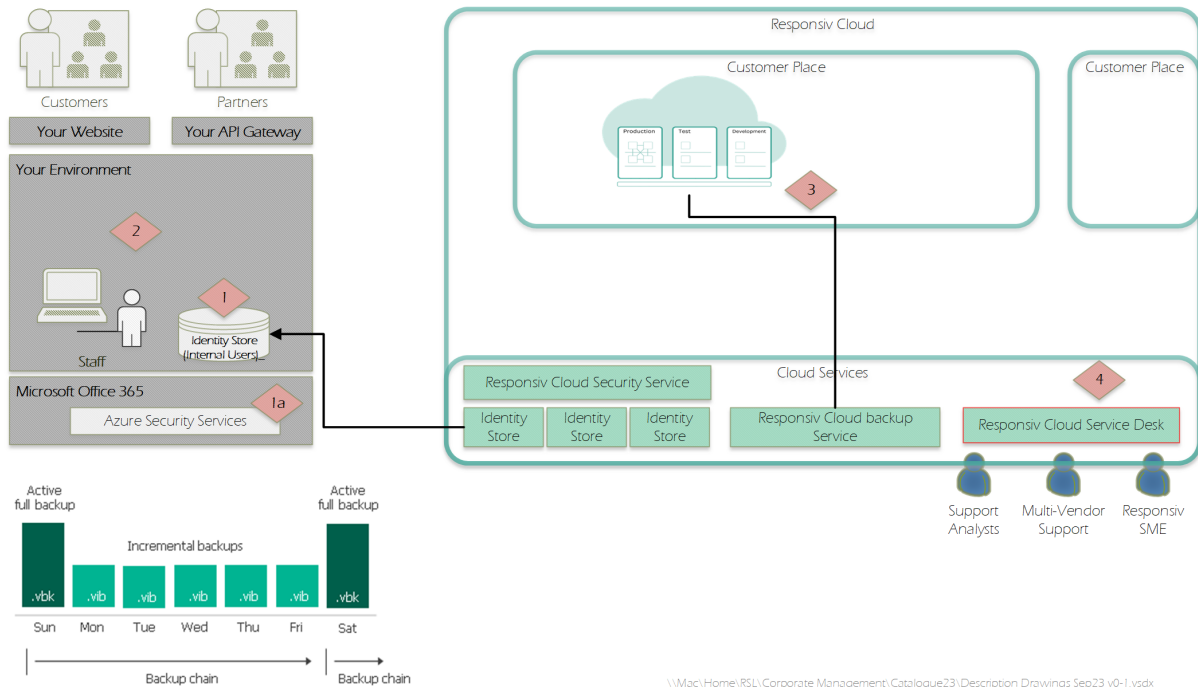 Customers
Partners
Your Website
Your API Gateway
Your Environment
2
1
Identity Store
(Internal Users)_
Staff
Microsoft Office 365
1a
Azure Security Services
Responsiv Cloud
Customer Place
Customer Place
Production
Test
Development
3
Cloud Services
4
Responsiv Cloud Security Service
Identity
Store
Identity
Store
Identity
Store
Responsiv Cloud backup
Service
Responsiv Cloud Service Desk
Support
Analysts
Multi-Vendor
Support
Responsiv
SME
Active
full backup
Active
full backup
Incremental backups
.vbk
.vib
.vib
.vib
.vib
.vib
.vbk
Sun
Mon
Tue
Wed
Thu
Fri
Sat
Backup chain
Backup chain
\\Mac\Home\RSL\Corporate Management\Catalogue23\Description Drawings Sep23 v0-1.vsdx